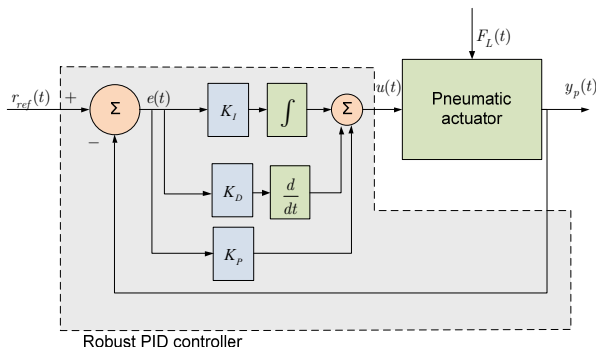 F_L(t)
r_ref(t) + Σ e(t) K_I ∫ Σ u(t) Pneumatic actuator y_p(t)
−
K_D d/dt
K_P
Robust PID controller